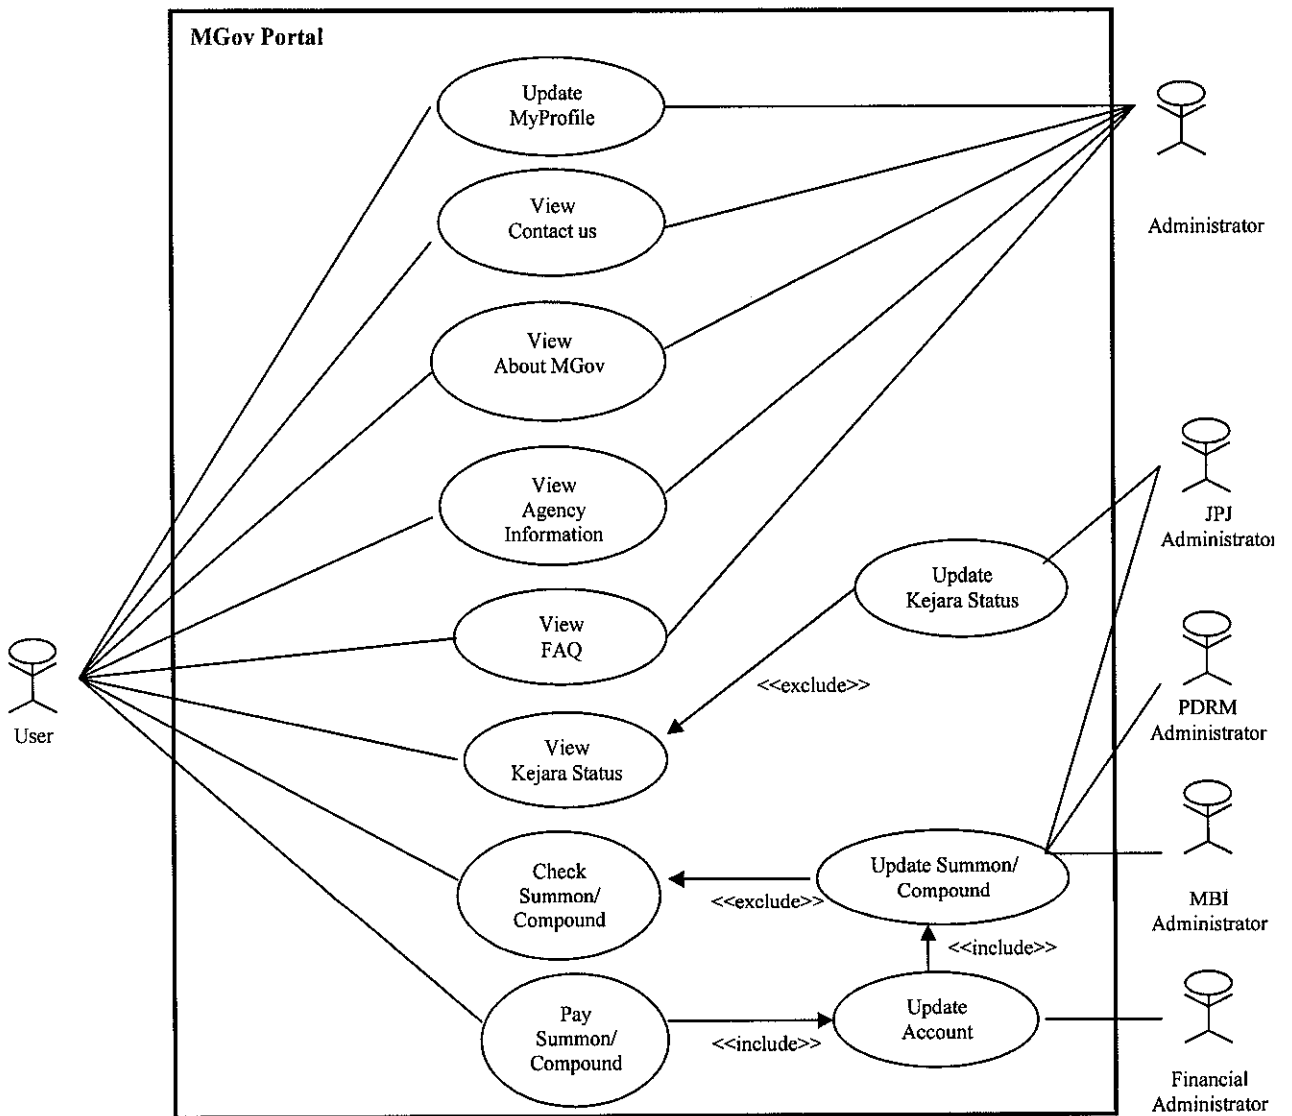 MGov Portal
Update
MyProfile
View
Contact us
Administrator
View
About MGov
View
Agency
Information
JPJ
Administrator
Update
Kejara Status
View
FAQ
<<exclude>>
PDRM
Administrator
User
View
Kejara Status
Check
Summon/
Compound
<<exclude>>
Update Summon/
Compound
MBI
Administrator
<<include>>
Pay
Summon/
Compound
<<include>>
Update
Account
Financial
Administrator